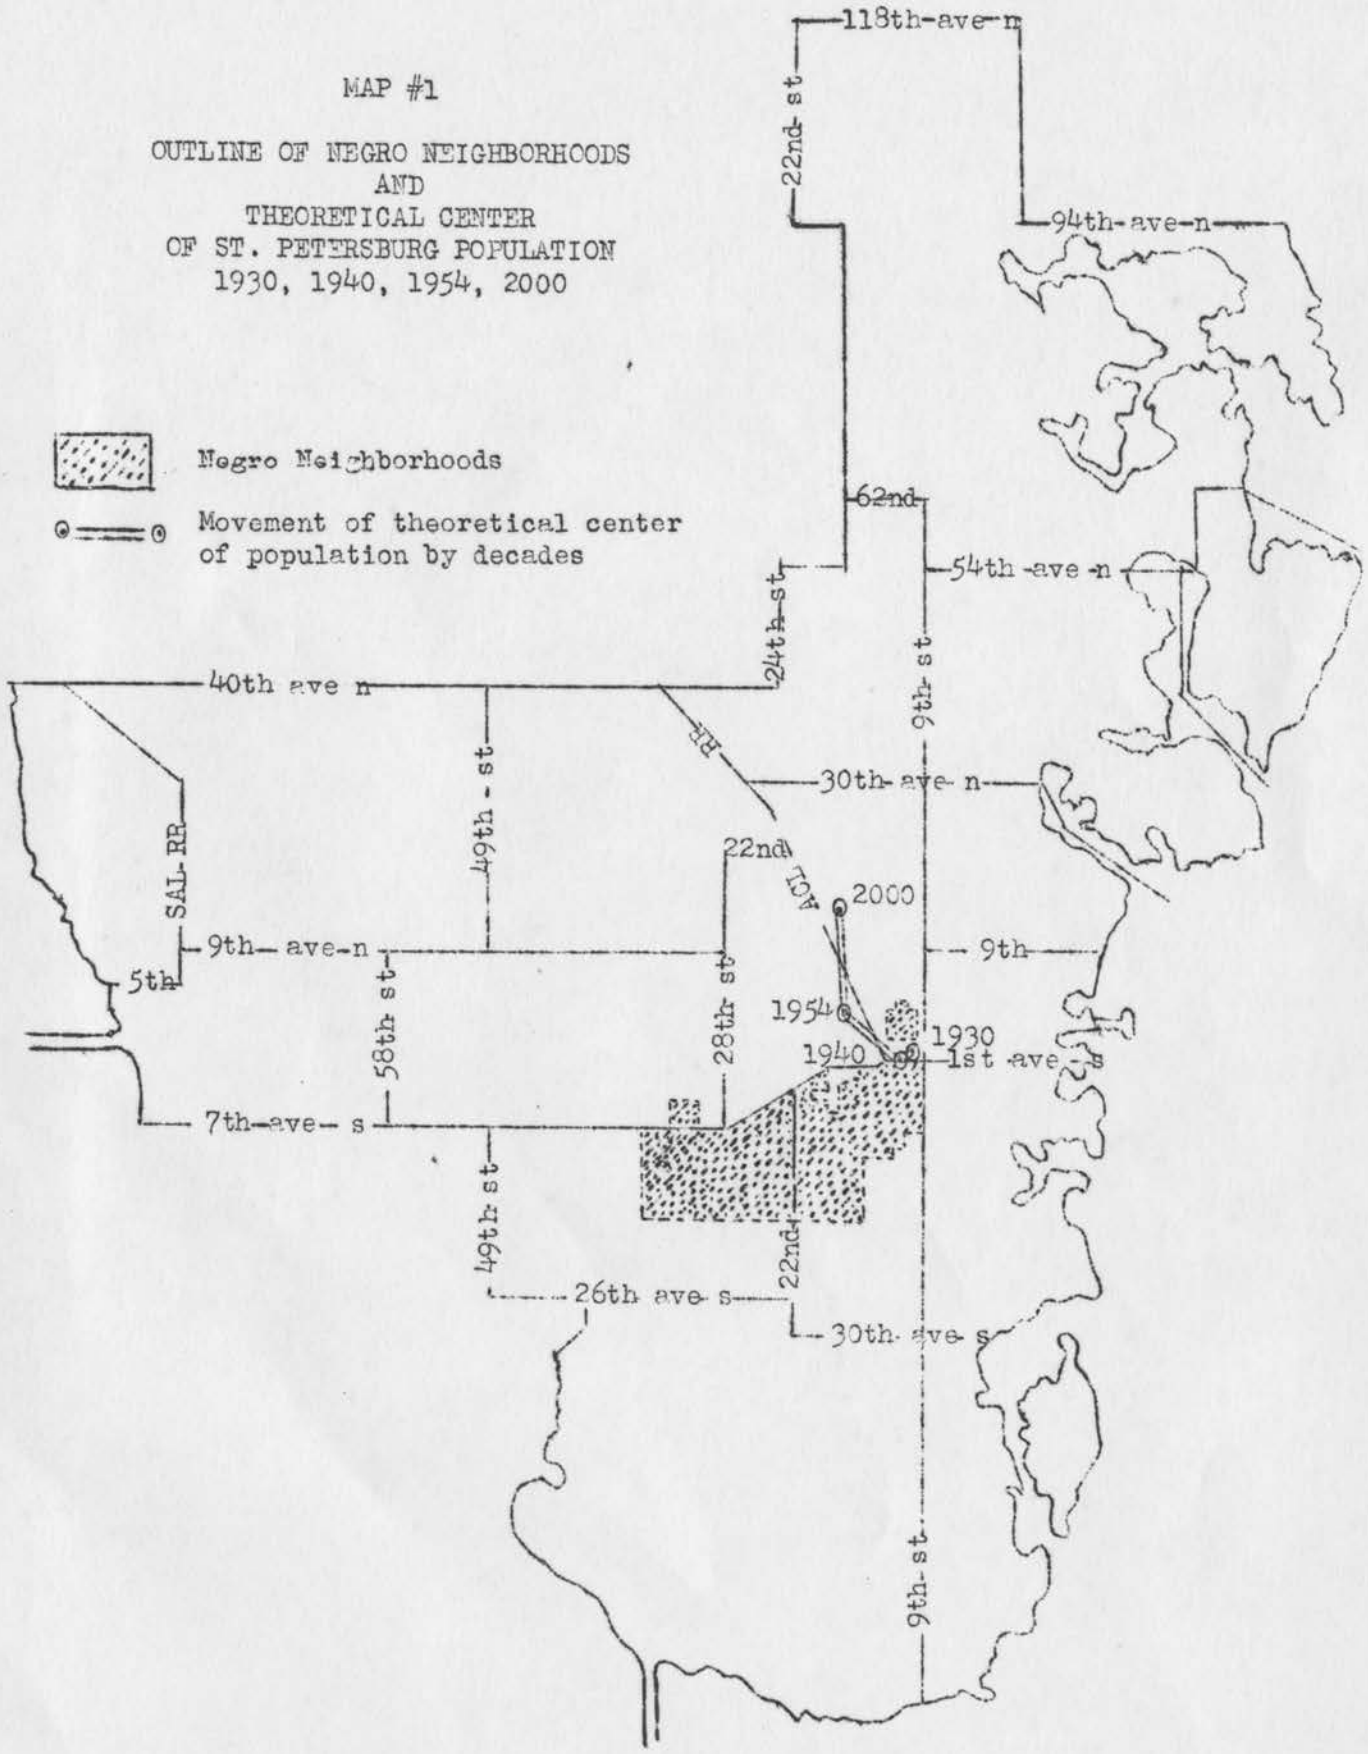 118th-ave-n
MAP #1
22nd-st
OUTLINE OF NEGRO NEIGHBORHOODS
AND
THEORETICAL CENTER
OF ST. PETERSBURG POPULATION
1930, 1940, 1954, 2000
94th-ave-n
Negro Neighborhoods
62nd
Movement of theoretical center
of population by decades
54th-ave-n
24th-st
9th-st
40th ave n
RR
49th-st
30th-ave-n
SAL-RR
22nd
ACL
2000
9th-ave-n
9th
5th
58th-st
28th-st
1954
1930
1940
1st ave-s
7th-ave-s
49th-st
22nd
26th ave-s
30th-ave-s
9th-st